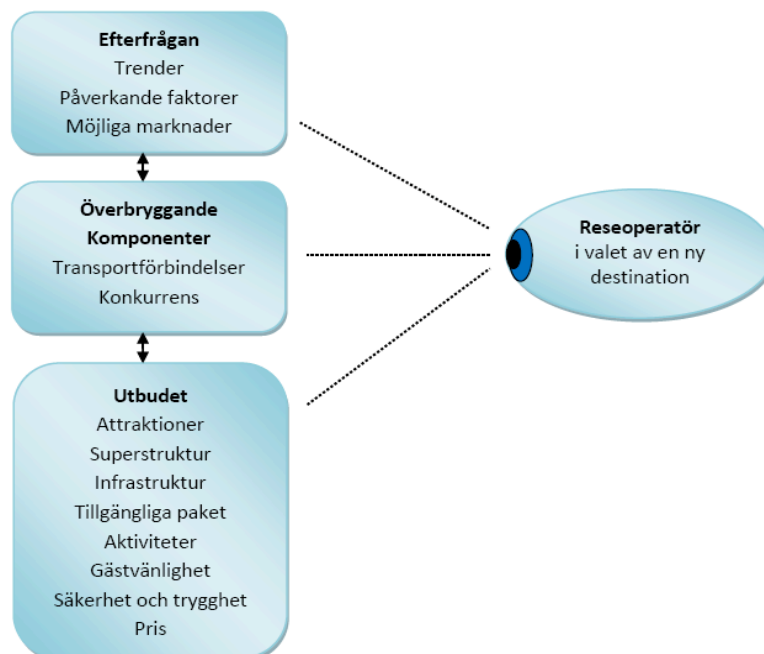 Efterfrågan
Trender
Påverkande faktorer
Möjliga marknader
Överbryggande
Komponenter
Transportförbindelser
Konkurrens
Utbudet
Attraktioner
Superstruktur
Infrastruktur
Tillgängliga paket
Aktiviteter
Gästvänlighet
Säkerhet och trygghet
Pris
Reseoperatör
i valet av en ny
destination